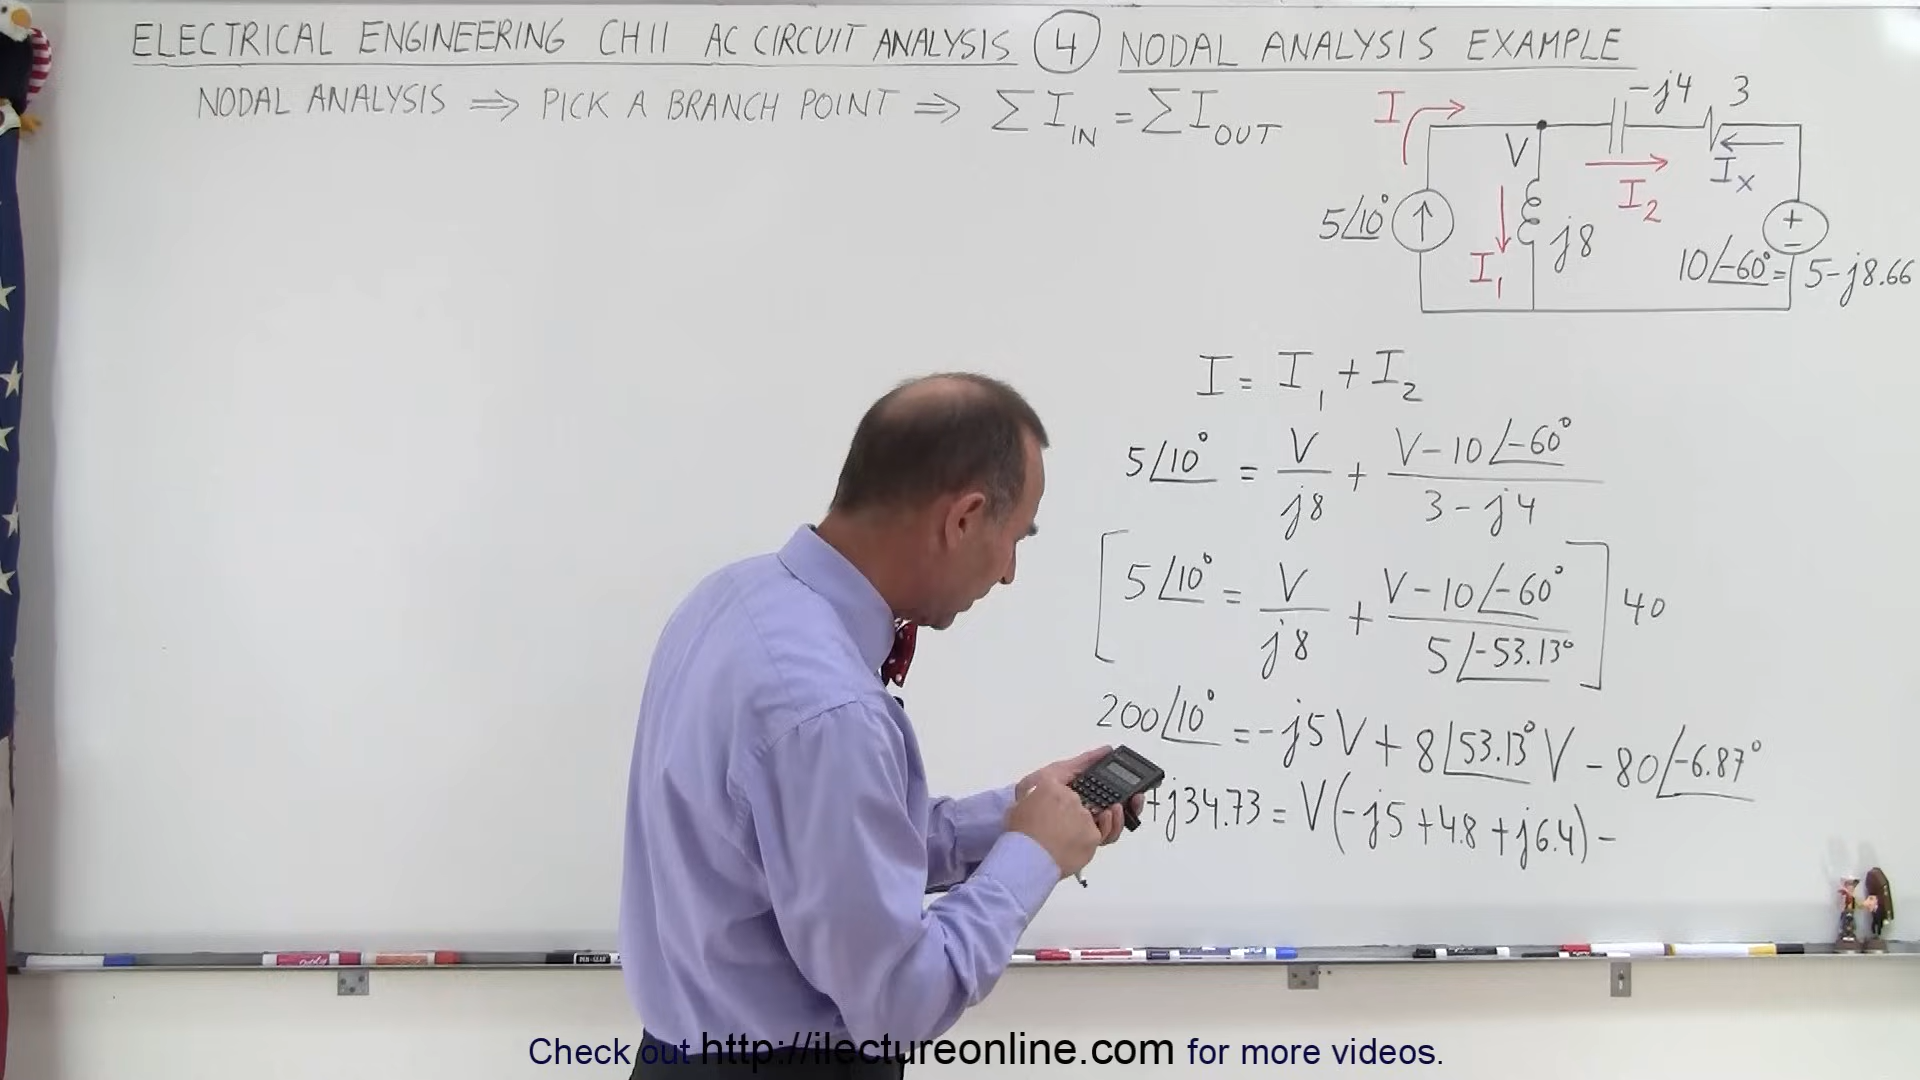 ELECTRICAL ENGINEERING CH 11 AC CIRCUIT ANALYSIS ④ NODAL ANALYSIS EXAMPLE
NODAL ANALYSIS ⇒ PICK A BRANCH POINT ⇒ ΣI_IN = ΣI_OUT
I
-j4
3
V
I_X
I_2
5∠10°
j8
I_1
+
−
10∠-60° = 5-j8.66
I = I_1 + I_2
5∠10° = V/j8 + (V-10∠-60°)/(3-j4)
[5∠10° = V/j8 + (V-10∠-60°)/(5∠-53.13°)] 40
200∠10° = -j5V + 8∠53.13° V - 80∠-6.87°
+j34.73 = V(-j5+4.8+j6.4) -
Check out http://ilectureonline.com for more videos.